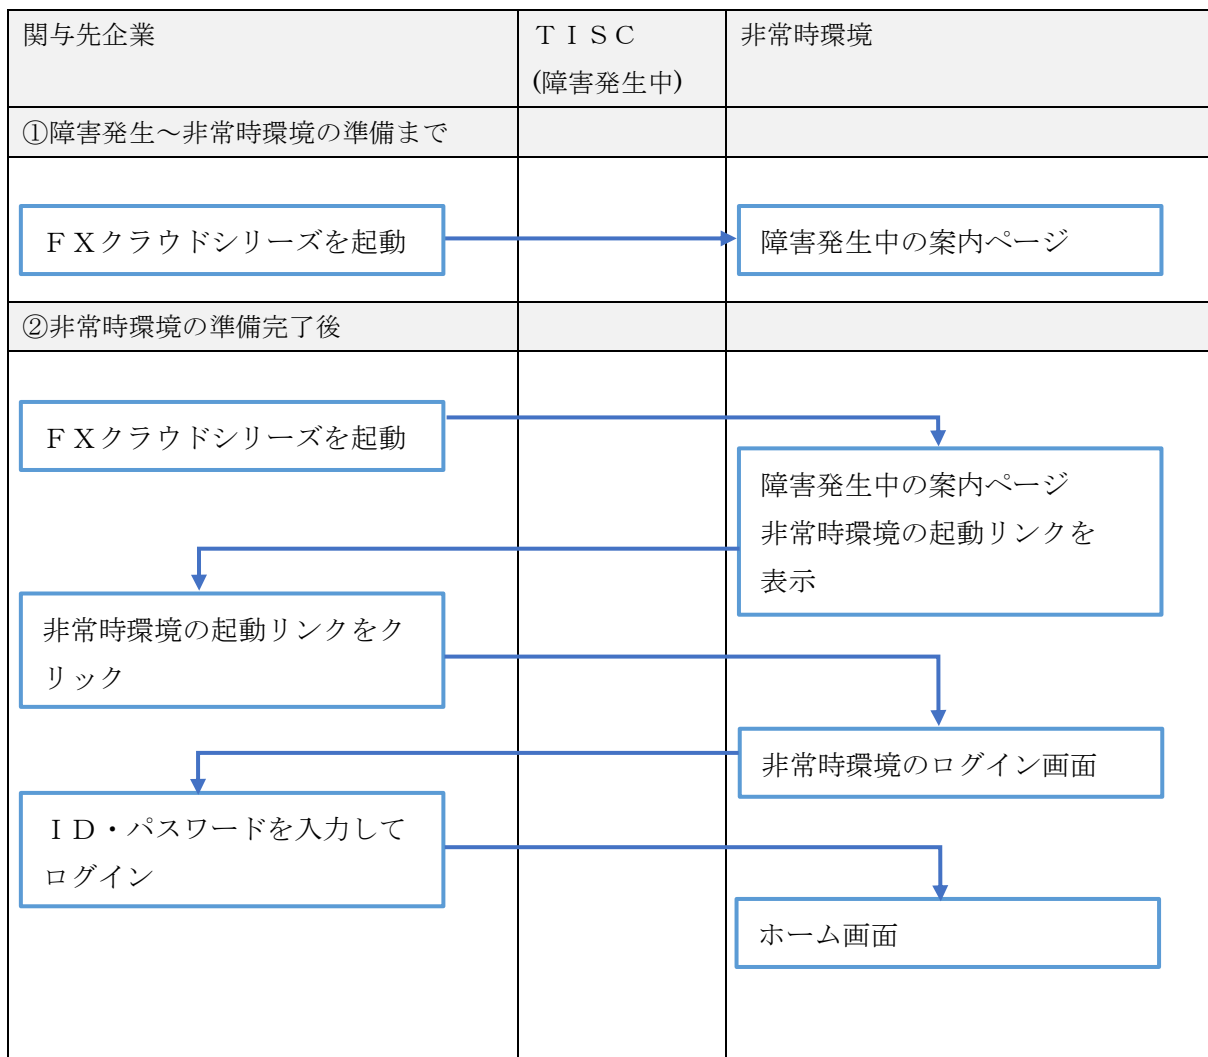 関与先企業
ＴＩＳＣ
(障害発生中)
非常時環境
①障害発生～非常時環境の準備まで
ＦＸクラウドシリーズを起動
障害発生中の案内ページ
②非常時環境の準備完了後
ＦＸクラウドシリーズを起動
障害発生中の案内ページ
非常時環境の起動リンクを
表示
非常時環境の起動リンクをク
リック
非常時環境のログイン画面
ＩＤ・パスワードを入力して
ログイン
ホーム画面